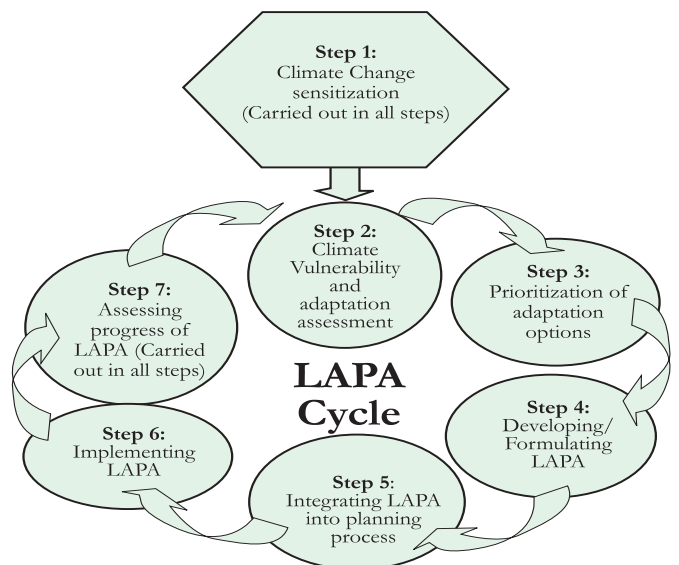 Step 1:
Climate Change
sensitization
(Carried out in all steps)
Step 2:
Climate
Vulnerability
and
adaptation
assessment
Step 3:
Prioritization of
adaptation
options
Step 4:
Developing/
Formulating
LAPA
Step 5:
Integrating LAPA
into planning
process
Step 6:
Implementing
LAPA
Step 7:
Assessing
progress of
LAPA (Carried
out in all steps)
LAPA
Cycle